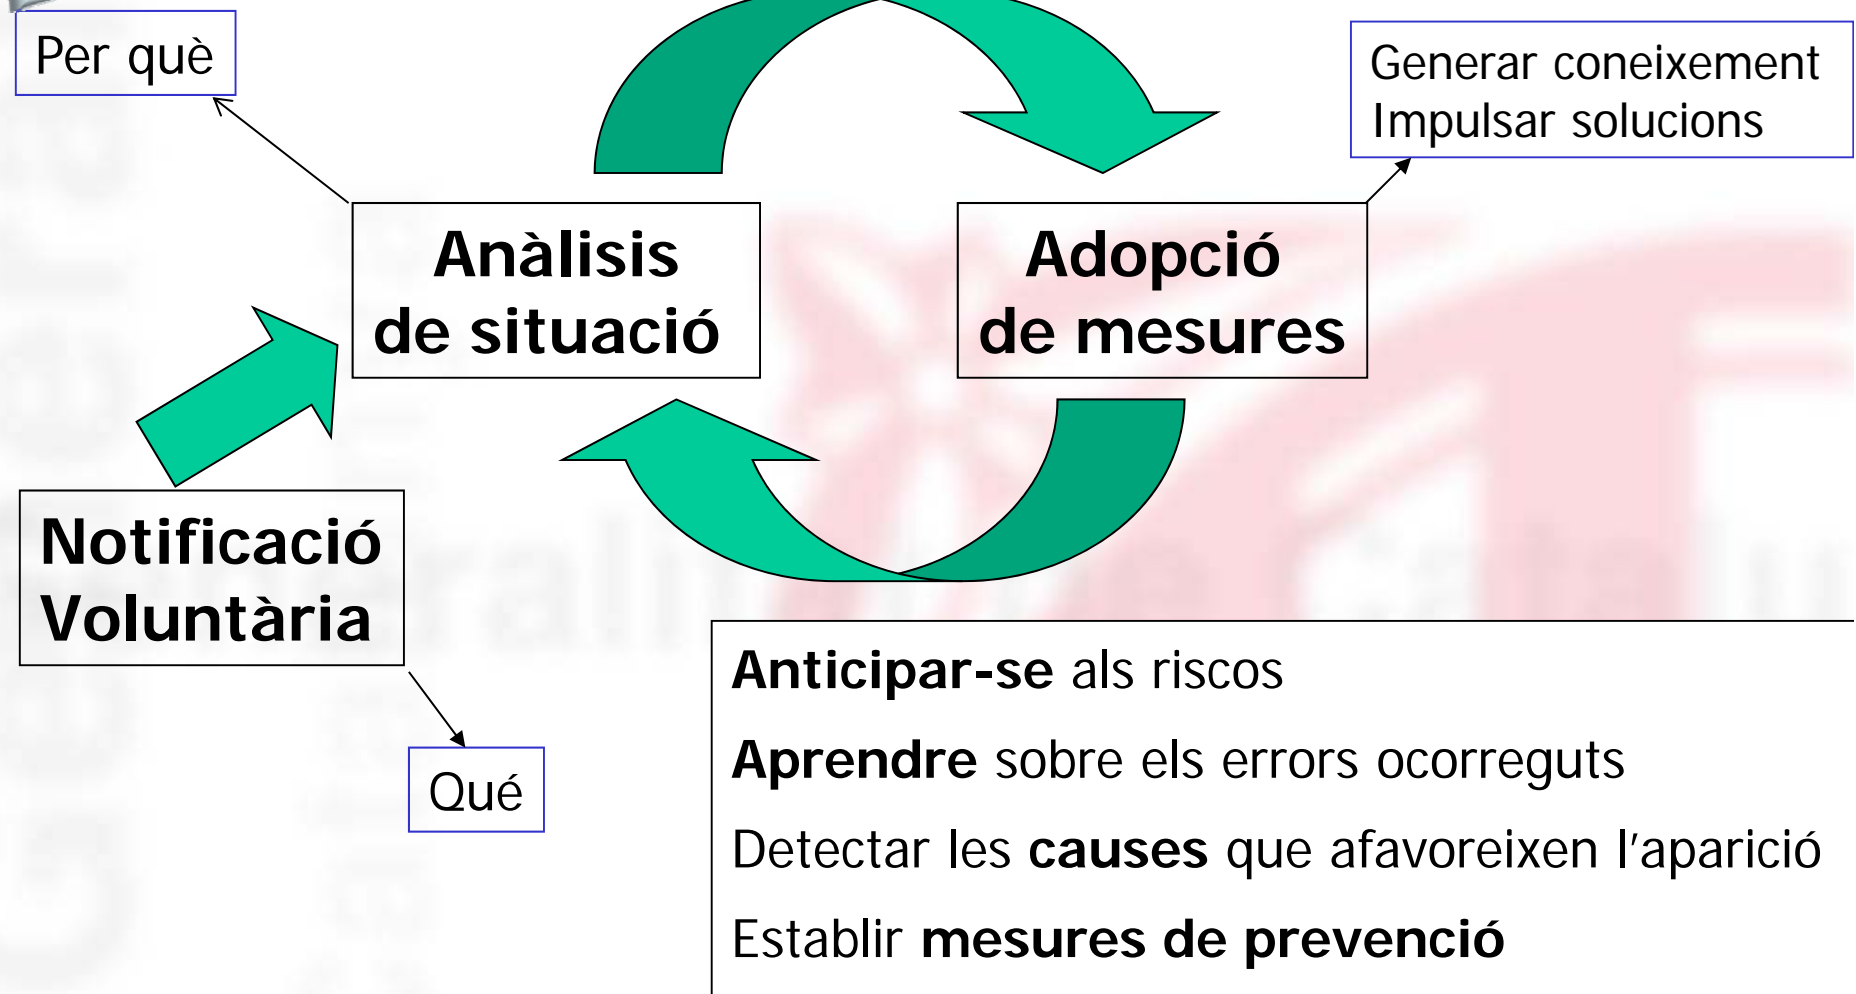 Per què
Generar coneixement
Impulsar solucions
Anàlisis
de situació
Adopció
de mesures
Notificació
Voluntària
Qué
Anticipar-se als riscos
Aprendre sobre els errors ocorreguts
Detectar les causes que afavoreixen l'aparició
Establir mesures de prevenció